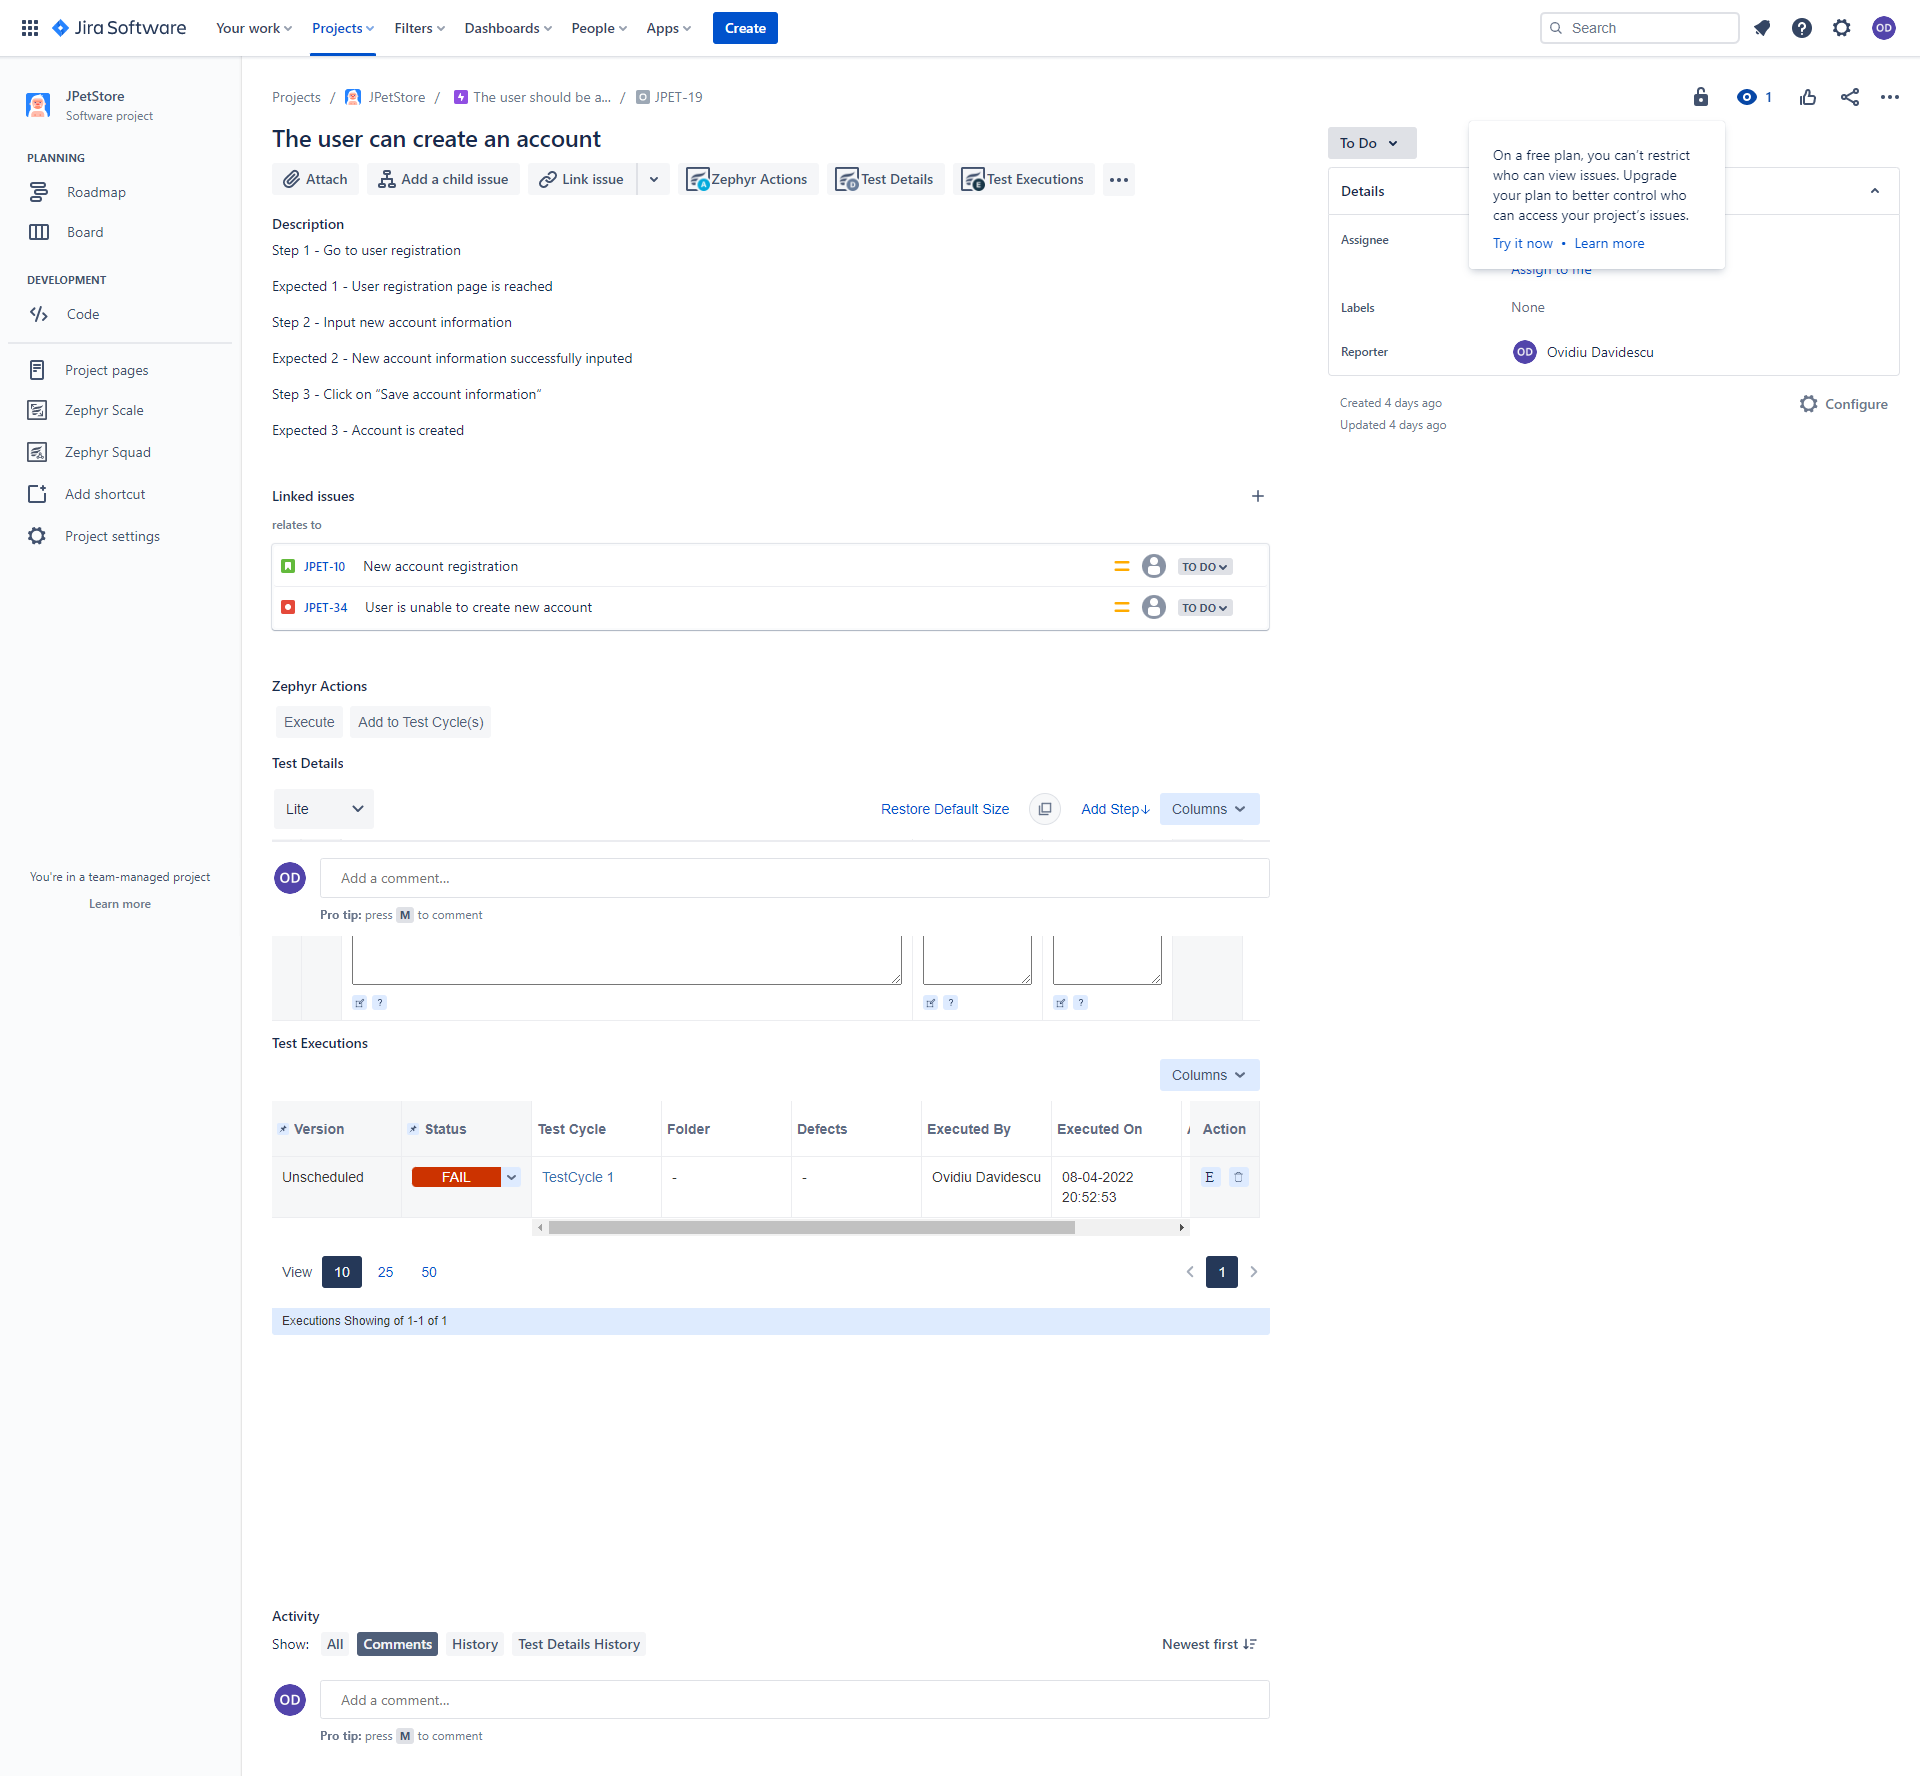 Jira Software
Your work
Projects
Filters
Dashboards
People
Apps
Create
Search
OD
JPetStore
Software project
PLANNING
Roadmap
Board
DEVELOPMENT
Code
Project pages
Zephyr Scale
Zephyr Squad
Add shortcut
Project settings
You're in a team-managed project
Learn more
Projects / JPetStore / The user should be a... / JPET-19
1
The user can create an account
Attach
Add a child issue
Link issue
Zephyr Actions
Test Details
Test Executions
Description
Step 1 - Go to user registration
Expected 1 - User registration page is reached
Step 2 - Input new account information
Expected 2 - New account information successfully inputed
Step 3 - Click on “Save account information“
Expected 3 - Account is created
Linked issues
relates to
JPET-10 New account registration TO DO
JPET-34 User is unable to create new account TO DO
Zephyr Actions
Execute
Add to Test Cycle(s)
Test Details
Lite
Restore Default Size
Add Step↓
Columns
OD
Add a comment...
Pro tip: press M to comment
? ? ?
Test Executions
Columns
Version Status Test Cycle Folder Defects Executed By Executed On Action
Unscheduled FAIL TestCycle 1 - - Ovidiu Davidescu 08-04-2022 E
20:52:53
View 10 25 50
1
Executions Showing of 1-1 of 1
Activity
Show: All Comments History Test Details History
Newest first
OD
Add a comment...
Pro tip: press M to comment
To Do
On a free plan, you can’t restrict
who can view issues. Upgrade
your plan to better control who
can access your project’s issues.
Try it now • Learn more
Details
Assignee
Assign to me
Labels
None
Reporter
OD
Ovidiu Davidescu
Created 4 days ago
Updated 4 days ago
Configure